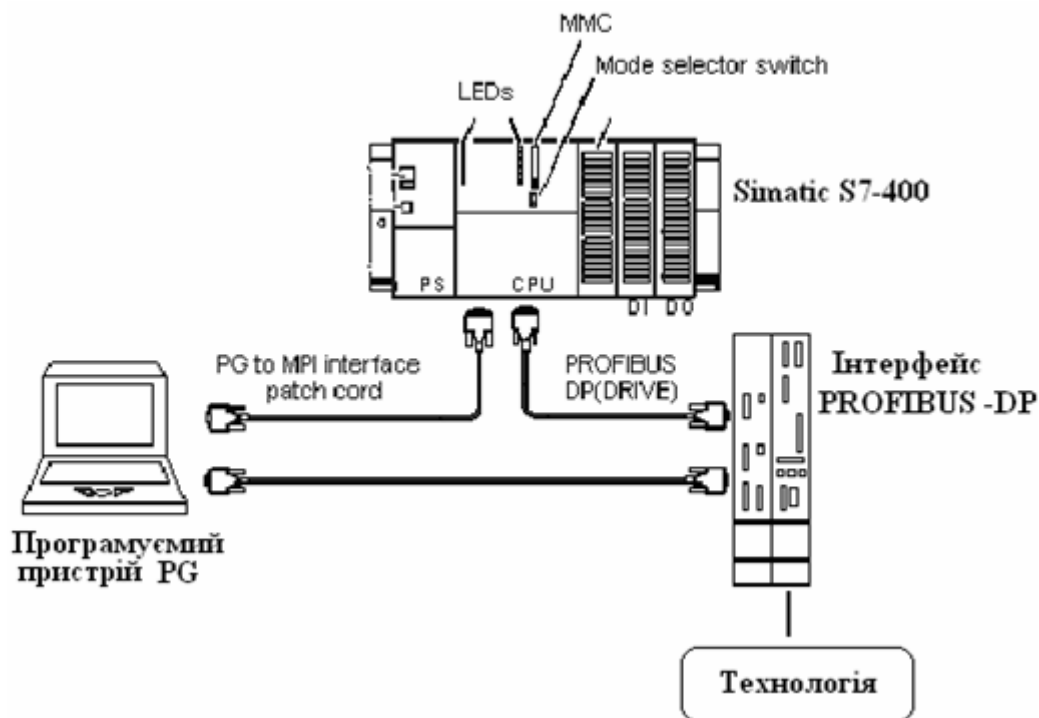 MMC
Mode selector switch
LEDs
Simatic S7-400
PS
CPU
DI DO
PG to MPI interface
patch cord
PROFIBUS
DP(DRIVE)
Інтерфейс
PROFIBUS -DP
Програмуємий
пристрій PG
Технологія